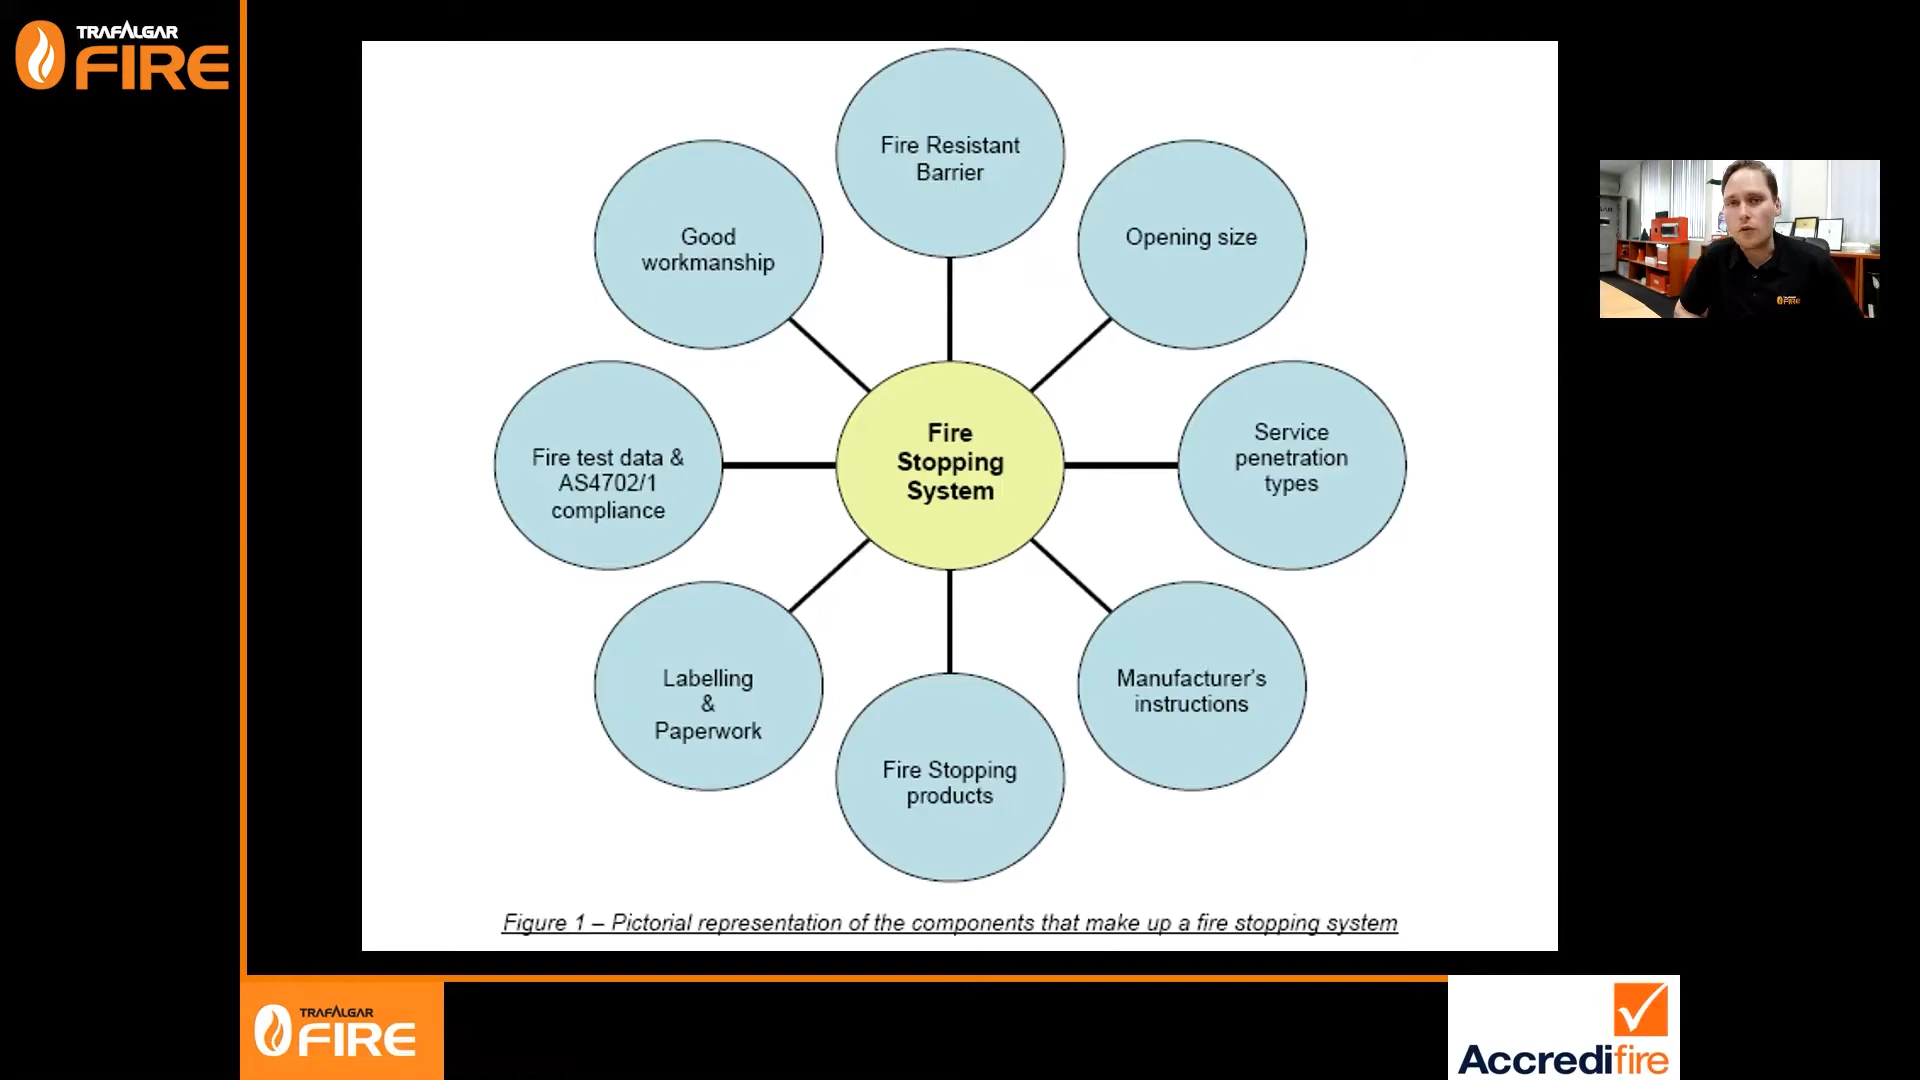 TRAFALGAR
FIRE
Fire Resistant
Barrier
Good
workmanship
Opening size
Fire
Stopping
System
Fire test data &
AS4702/1
compliance
Service
penetration
types
Labelling
&
Paperwork
Manufacturer’s
instructions
Fire Stopping
products
Figure 1 – Pictorial representation of the components that make up a fire stopping system
FIRE
TRAFALGAR
FIRE
Accredifire